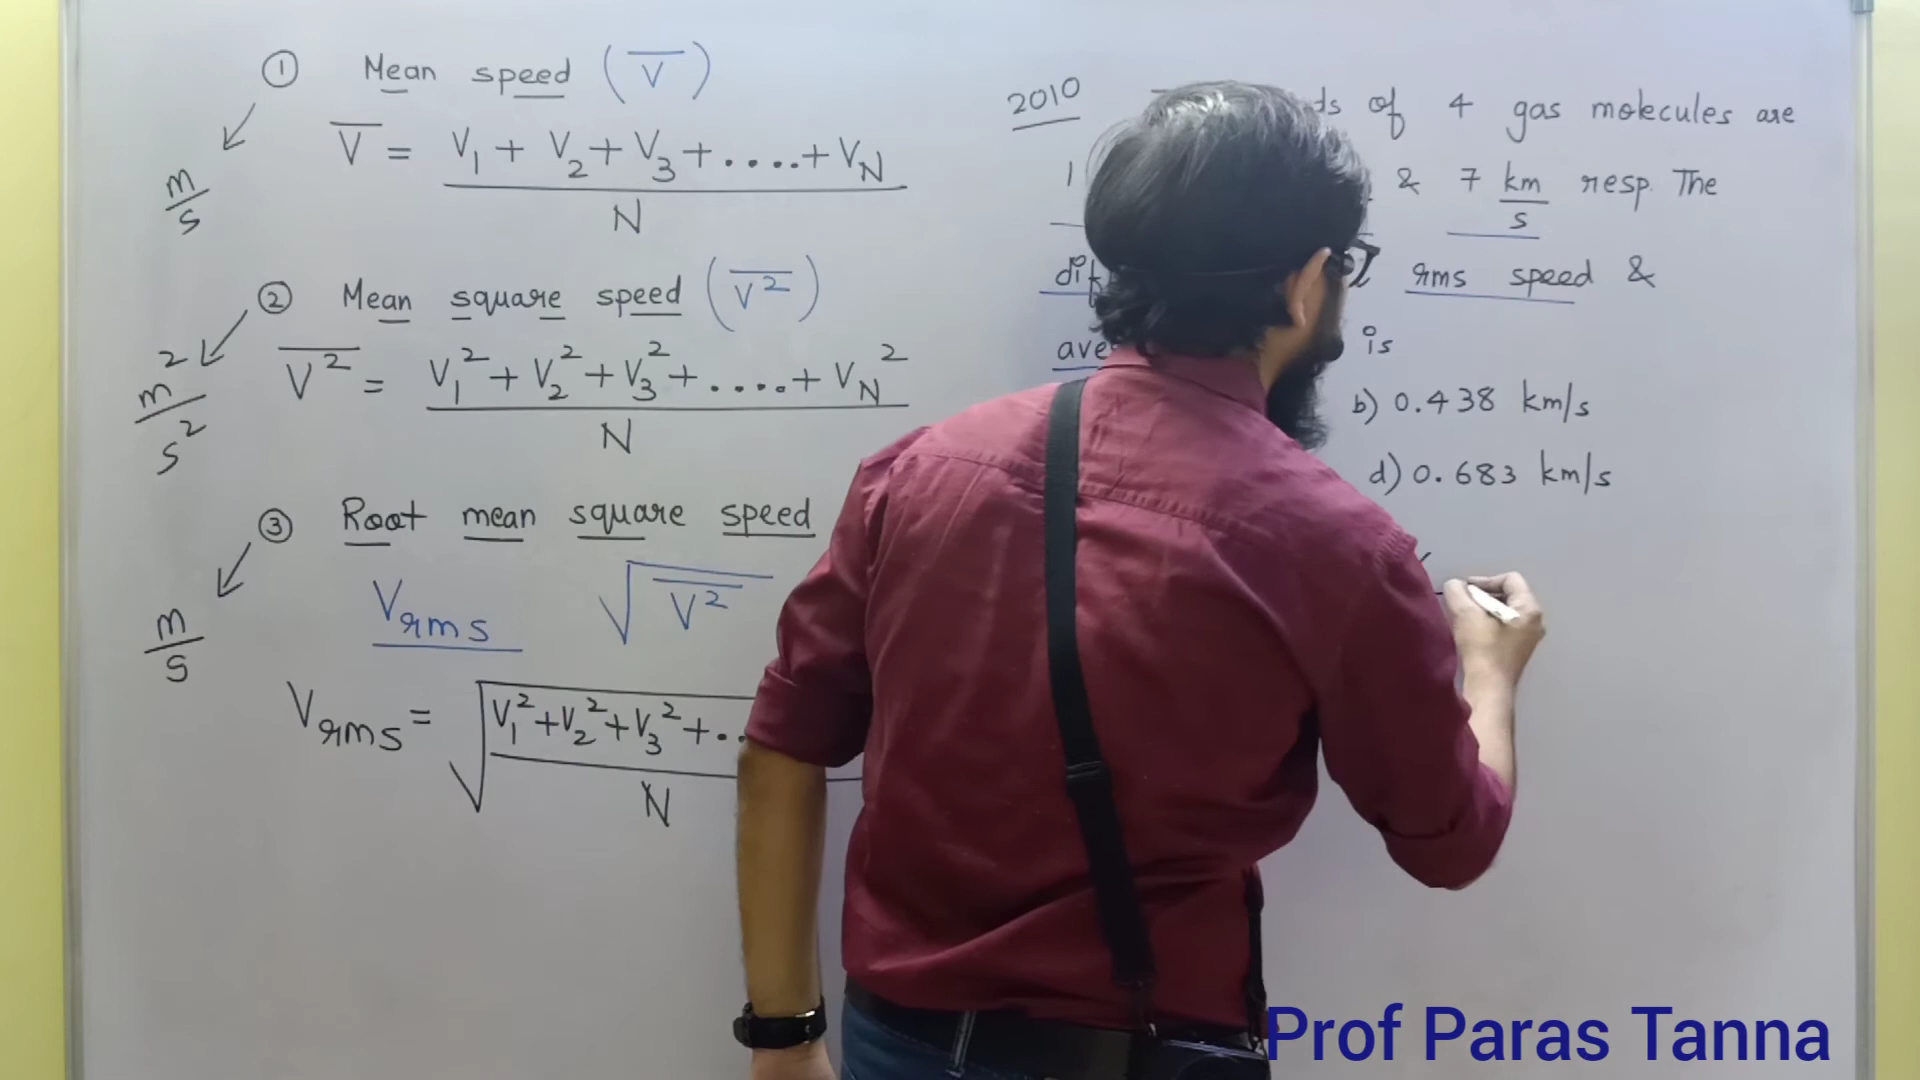 ① Mean speed (V̅)
V̅ = V₁ + V₂ + V₃ + ....+ V_N / N
m/s
② Mean square speed (V̅²)
V̅² = V₁² + V₂² + V₃² + ....+ V_N² / N
m²/s²
③ Root mean square speed
V_rms √V̅²
m/s
V_rms = √V₁²+V₂²+V₃²+.. / N
2010 of 4 gas molecules are
1 & 7 km/s resp. The
rms speed &
is
b) 0.438 km/s
d) 0.683 km/s
Prof Paras Tanna